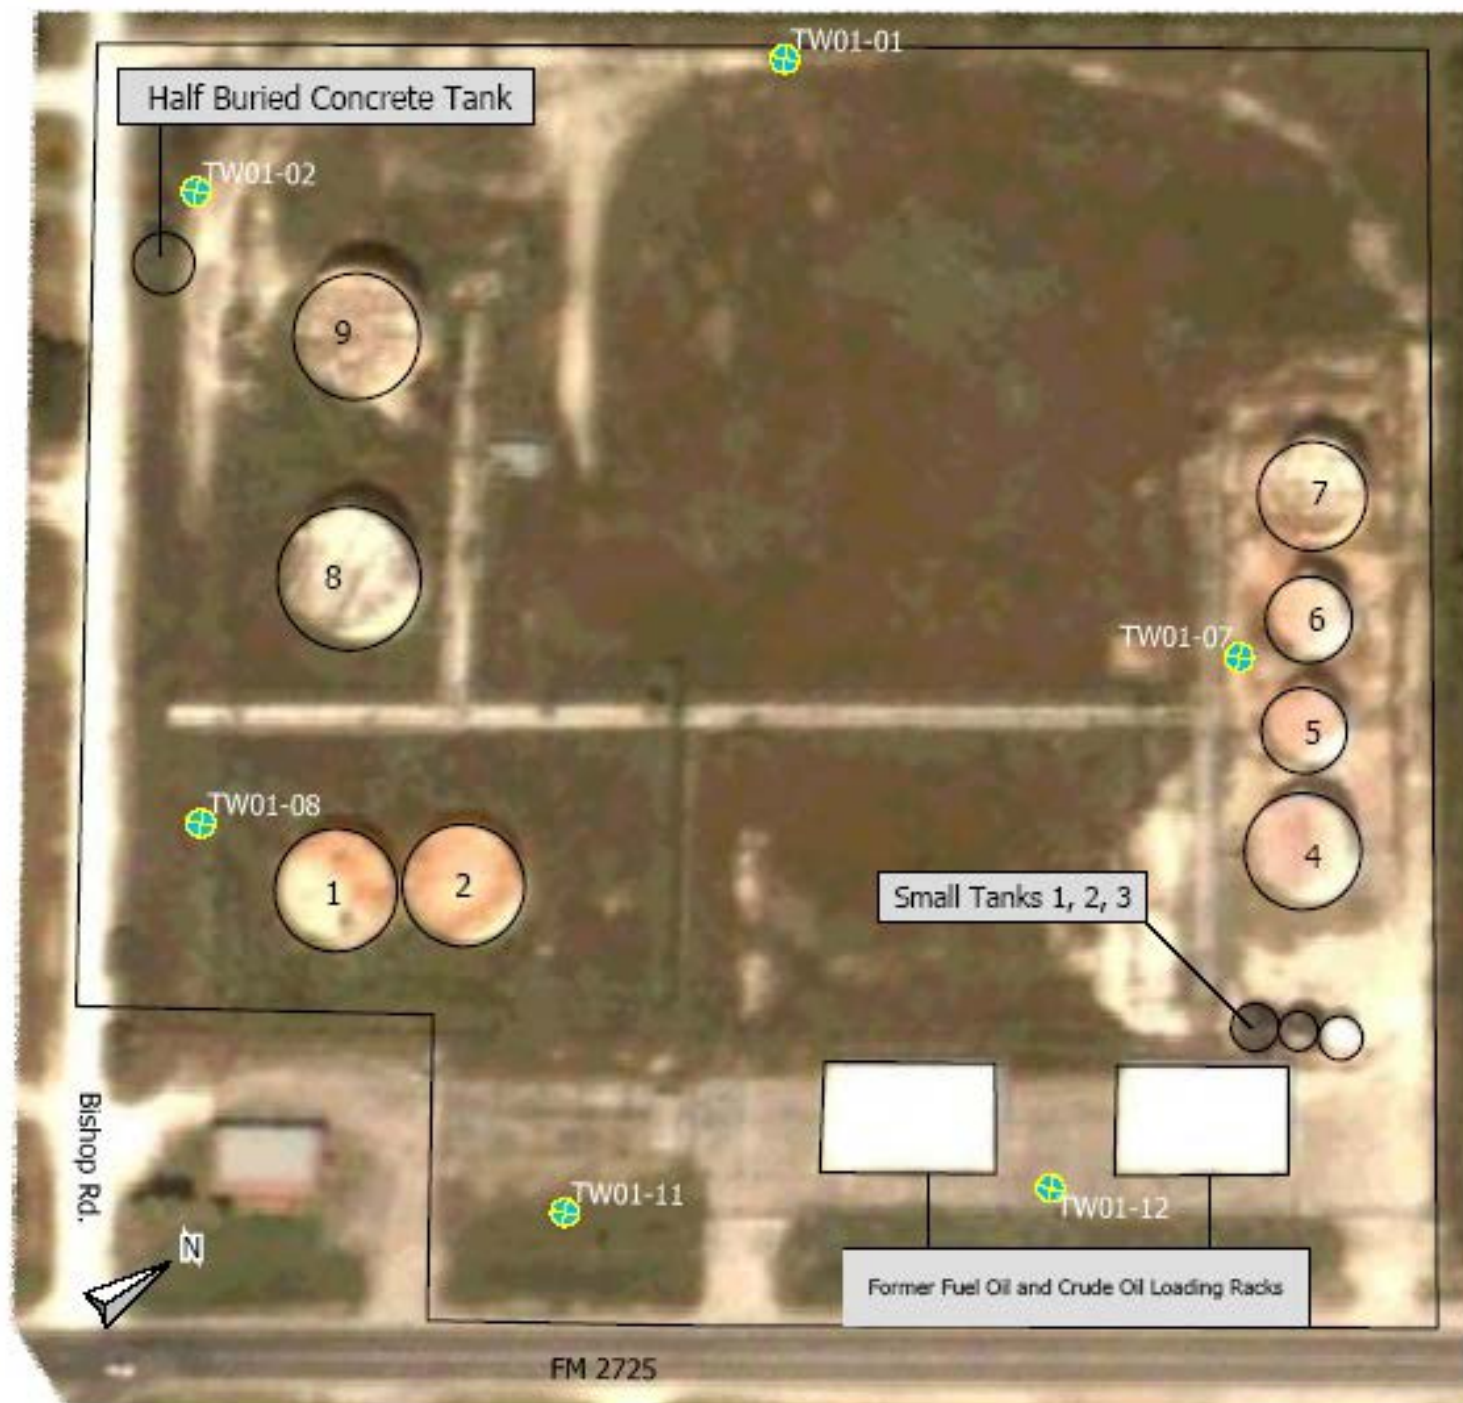 TW01-01
Half Buried Concrete Tank
TW01-02
9
7
8
6
TW01-07
5
TW01-08
4
1
2
Small Tanks 1, 2, 3
Bishop Rd.
TW01-11
TW01-12
N
Former Fuel Oil and Crude Oil Loading Racks
FM 2725